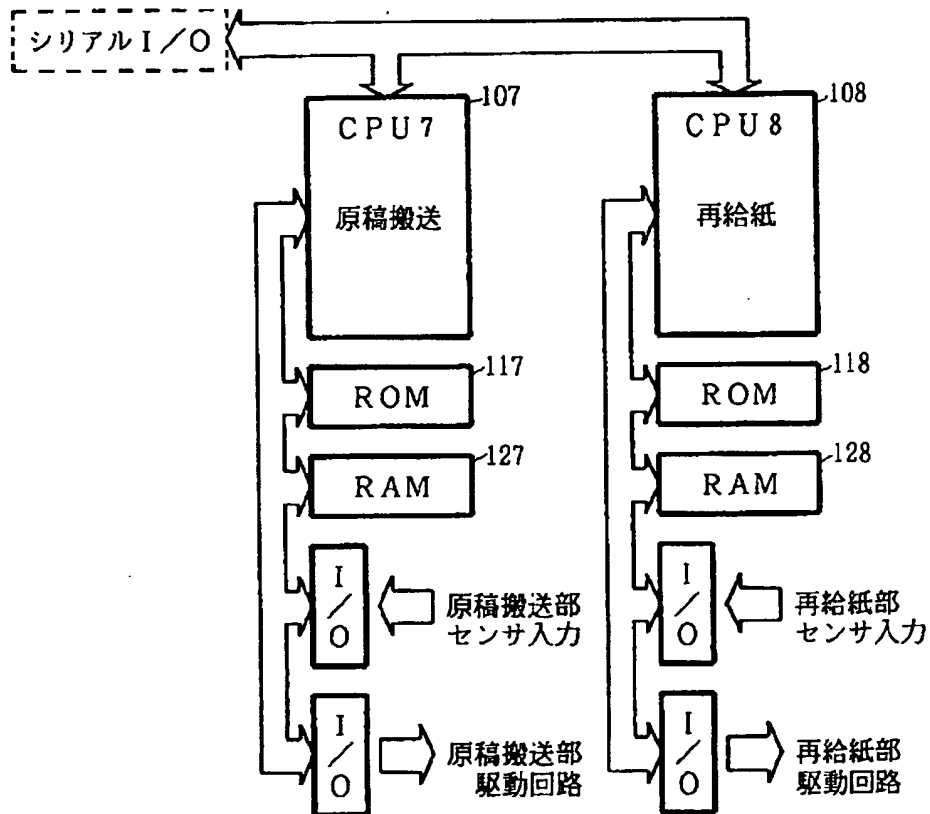 シリアルI/O
107
CPU7
原稿搬送
117
ROM
127
RAM
I/O
原稿搬送部
センサ入力
I/O
原稿搬送部
駆動回路
108
CPU8
再給紙
118
ROM
128
RAM
I/O
再給紙部
センサ入力
I/O
再給紙部
駆動回路